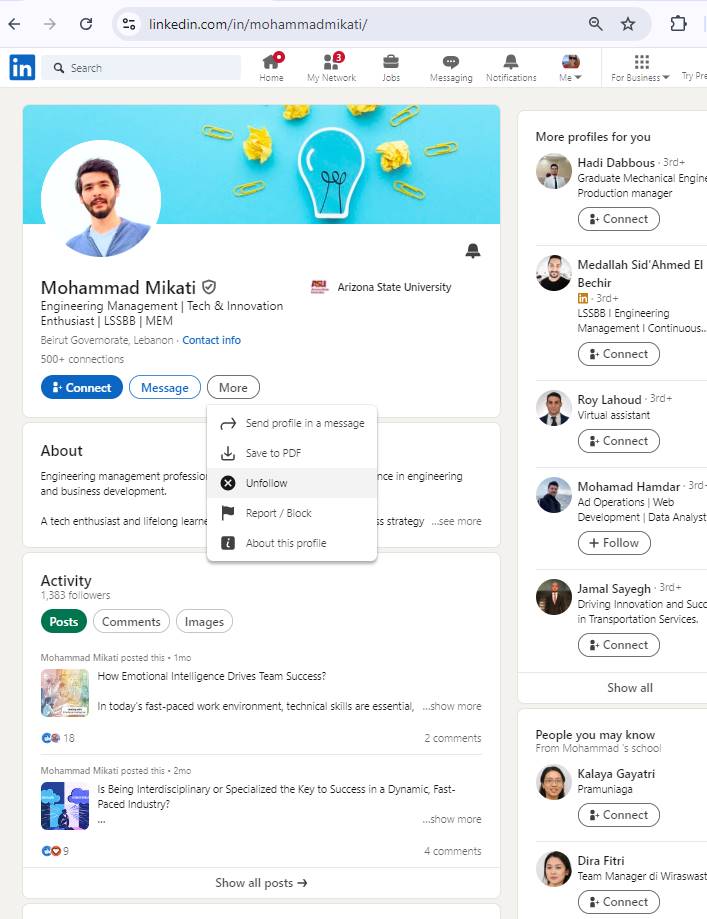 linkedin.com/in/mohammadmikati/
in
Search
Home
3
My Network
Jobs
Messaging
Notifications
Me
For Business
Try Pre
Mohammad Mikati
Engineering Management | Tech & Innovation
Enthusiast | LSSBB | MEM
ASU
Arizona State University
Beirut Governorate, Lebanon · Contact info
500+ connections
Connect
Message
More
Send profile in a message
Save to PDF
Unfollow
Report / Block
About this profile
About
Engineering management profession
nce in engineering
and business development.
A tech enthusiast and lifelong learne
ss strategy ...see more
Activity
1,383 followers
Posts
Comments
Images
Mohammad Mikati posted this • 1mo
How Emotional Intelligence Drives Team Success?
In today's fast-paced work environment, technical skills are essential, ...show more
18
2 comments
Mohammad Mikati posted this • 2mo
Is Being Interdisciplinary or Specialized the Key to Success in a Dynamic, Fast-
Paced Industry?
...
...show more
9
4 comments
Show all posts →
More profiles for you
Hadi Dabbous · 3rd+
Graduate Mechanical Engine
Production manager
Connect
Medallah Sid'Ahmed El
Bechir
in · 3rd+
LSSBB I Engineering
Management I Continuous...
Connect
Roy Lahoud · 3rd+
Virtual assistant
Connect
Mohamad Hamdar · 3rd+
Ad Operations | Web
Development | Data Analyst
+ Follow
Jamal Sayegh · 3rd+
Driving Innovation and Succ
in Transportation Services.
Connect
Show all
People you may know
From Mohammad 's school
Kalaya Gayatri
Pramuniaga
Connect
Dira Fitri
Team Manager di Wiraswast
Connect